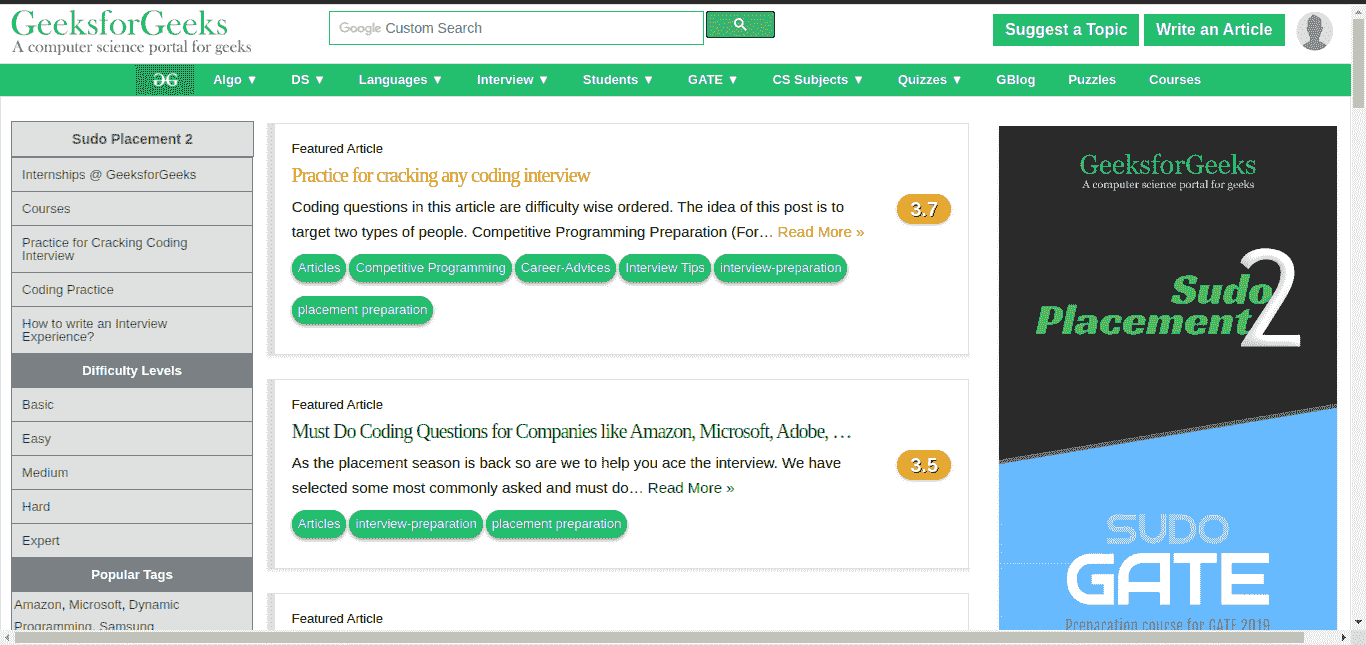 GeeksforGeeks
A computer science portal for geeks
Google Custom Search
Suggest a Topic
Write an Article
Algo ▼
DS ▼
Languages ▼
Interview ▼
Students ▼
GATE ▼
CS Subjects ▼
Quizzes ▼
GBlog
Puzzles
Courses
Sudo Placement 2
Internships @ GeeksforGeeks
Courses
Practice for Cracking Coding
Interview
Coding Practice
How to write an Interview
Experience?
Difficulty Levels
Basic
Easy
Medium
Hard
Expert
Popular Tags
Amazon, Microsoft, Dynamic
Programming, Samsung
Featured Article
Practice for cracking any coding interview
Coding questions in this article are difficulty wise ordered. The idea of this post is to
target two types of people. Competitive Programming Preparation (For… Read More »
3.7
Articles
Competitive Programming
Career-Advices
Interview Tips
interview-preparation
placement preparation
Featured Article
Must Do Coding Questions for Companies like Amazon, Microsoft, Adobe, …
As the placement season is back so are we to help you ace the interview. We have
selected some most commonly asked and must do… Read More »
3.5
Articles
interview-preparation
placement preparation
Featured Article
GeeksforGeeks
A computer science portal for geeks
Sudo
Placement 2
SUDO
GATE
Preparation course for GATE 2019